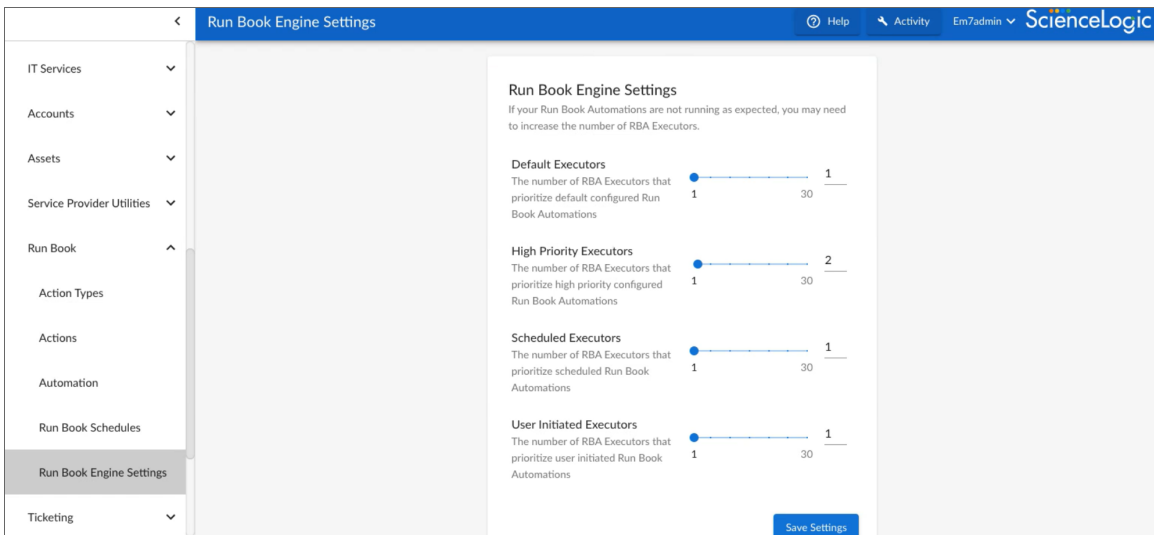 Run Book Engine Settings
Help
Activity
Em7admin
ScienceLogic
IT Services
Accounts
Assets
Service Provider Utilities
Run Book
Action Types
Actions
Automation
Run Book Schedules
Run Book Engine Settings
Ticketing
Run Book Engine Settings
If your Run Book Automations are not running as expected, you may need
to increase the number of RBA Executors.
Default Executors
The number of RBA Executors that
prioritize default configured Run
Book Automations
1
30
1
High Priority Executors
The number of RBA Executors that
prioritize high priority configured
Run Book Automations
1
30
2
Scheduled Executors
The number of RBA Executors that
prioritize scheduled Run Book
Automations
1
30
1
User Initiated Executors
The number of RBA Executors that
prioritize user initiated Run Book
Automations
1
30
1
Save Settings